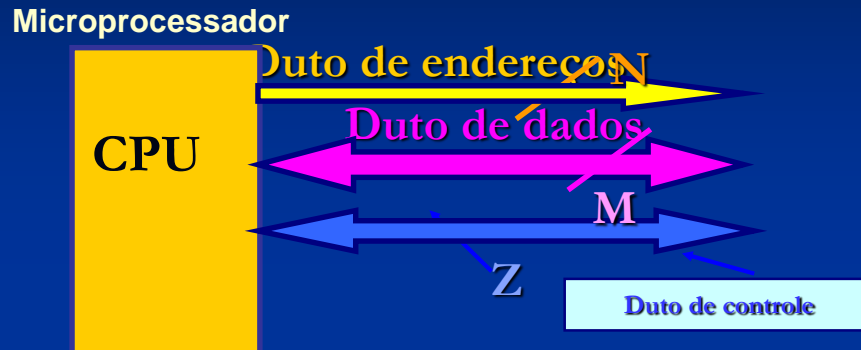 Microprocessador
Duto de endereços N
CPU
Duto de dados
M
Z
Duto de controle